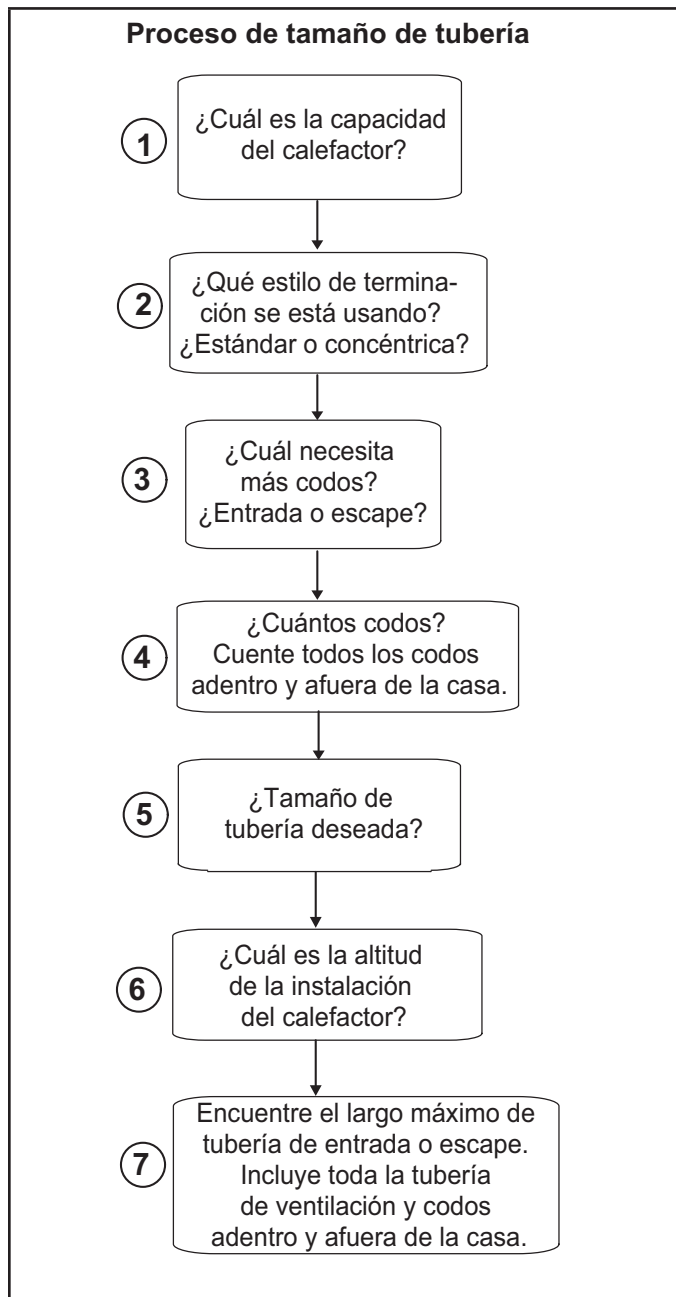 Proceso de tamaño de tubería
1
¿Cuál es la capacidad
del calefactor?
2
¿Qué estilo de termina-
ción se está usando?
¿Estándar o concéntrica?
3
¿Cuál necesita
más codos?
¿Entrada o escape?
4
¿Cuántos codos?
Cuente todos los codos
adentro y afuera de la casa.
5
¿Tamaño de
tubería deseada?
6
¿Cuál es la altitud
de la instalación
del calefactor?
7
Encuentre el largo máximo de
tubería de entrada o escape.
Incluye toda la tubería
de ventilación y codos
adentro y afuera de la casa.